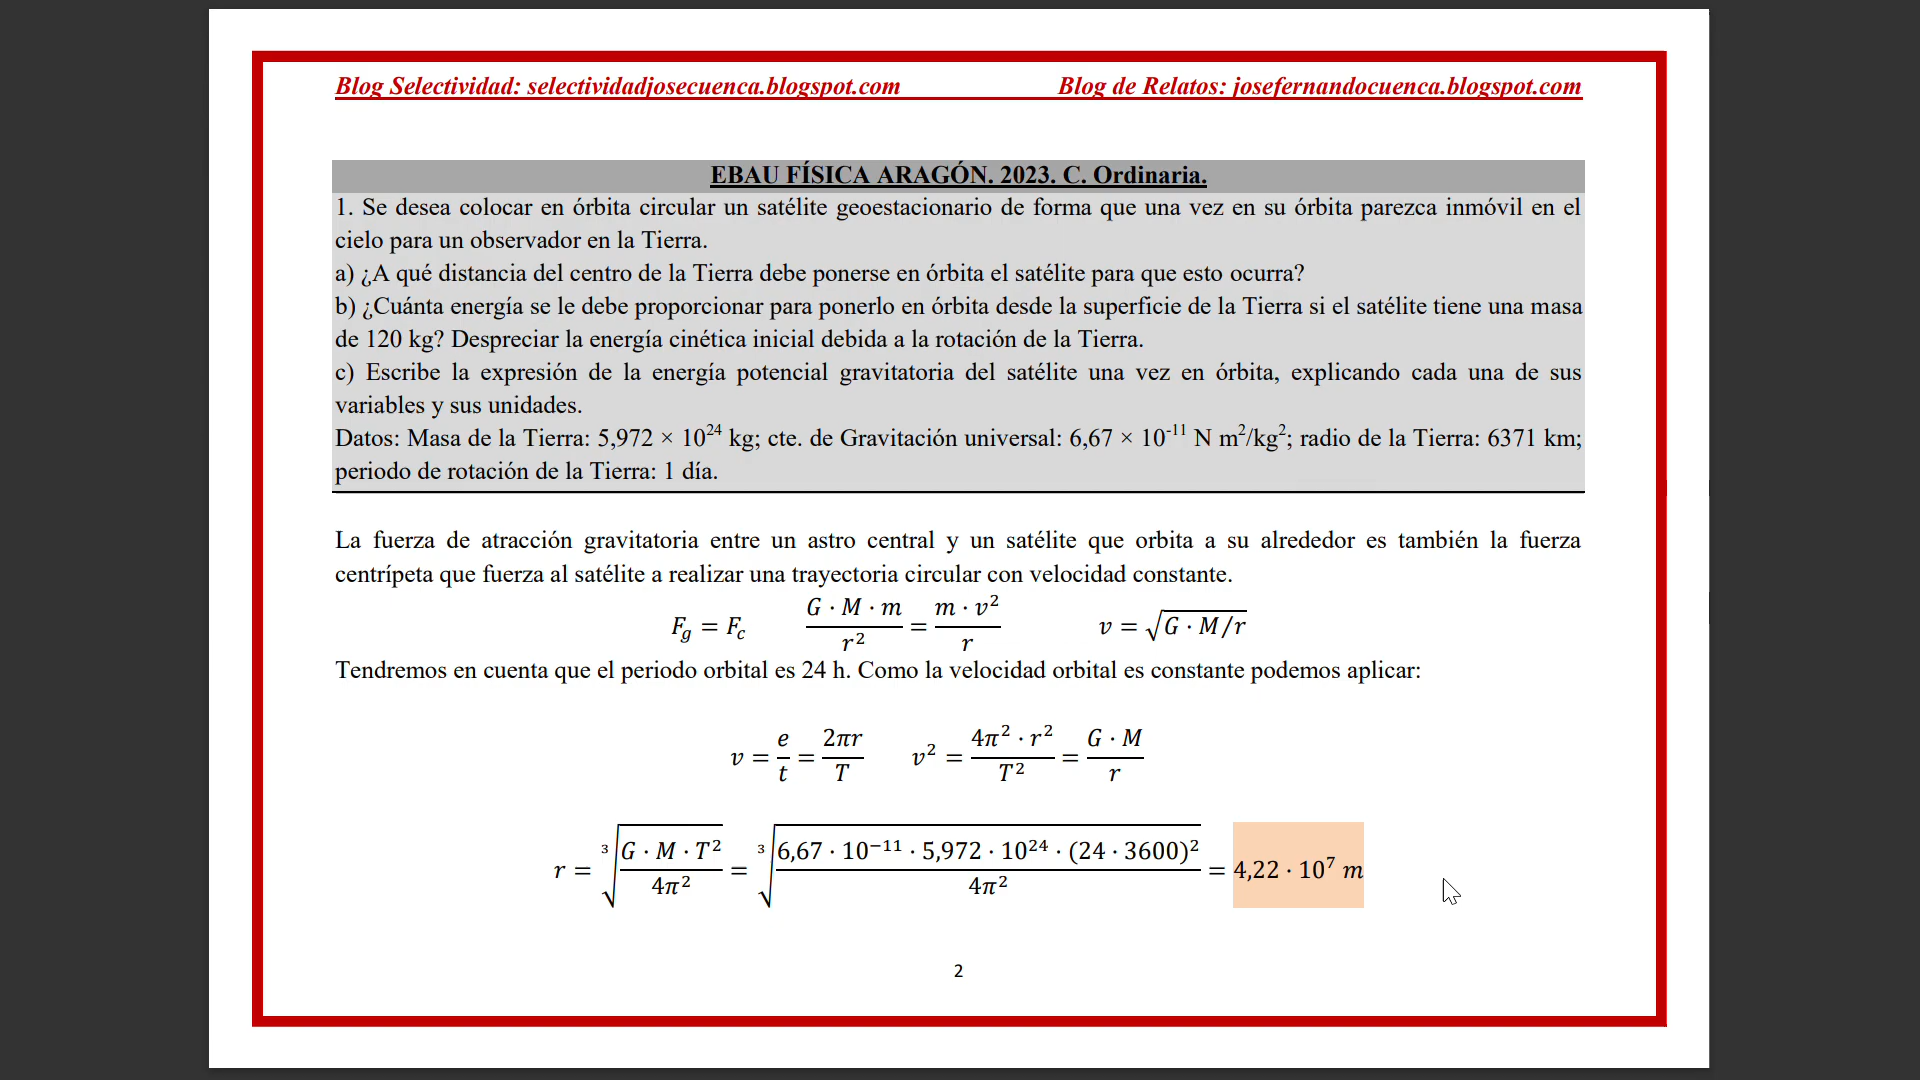 Blog Selectividad: selectividadjosecuenca.blogspot.com Blog de Relatos: josefernandocuenca.blogspot.com
EBAU FÍSICA ARAGÓN. 2023. C. Ordinaria.
1. Se desea colocar en órbita circular un satélite geoestacionario de forma que una vez en su órbita parezca inmóvil en el
cielo para un observador en la Tierra.
a) ¿A qué distancia del centro de la Tierra debe ponerse en órbita el satélite para que esto ocurra?
b) ¿Cuánta energía se le debe proporcionar para ponerlo en órbita desde la superficie de la Tierra si el satélite tiene una masa
de 120 kg? Despreciar la energía cinética inicial debida a la rotación de la Tierra.
c) Escribe la expresión de la energía potencial gravitatoria del satélite una vez en órbita, explicando cada una de sus
variables y sus unidades.
Datos: Masa de la Tierra: 5,972 × 10²⁴ kg; cte. de Gravitación universal: 6,67 × 10⁻¹¹ N m²/kg²; radio de la Tierra: 6371 km;
periodo de rotación de la Tierra: 1 día.
La fuerza de atracción gravitatoria entre un astro central y un satélite que orbita a su alrededor es también la fuerza
centrípeta que fuerza al satélite a realizar una trayectoria circular con velocidad constante.
F_g = F_c (G · M · m)/r² = (m · v²)/r v = √(G · M/r)
Tendremos en cuenta que el periodo orbital es 24 h. Como la velocidad orbital es constante podemos aplicar:
v = e/t = 2πr/T v² = (4π² · r²)/T² = (G · M)/r
r = ∛((G · M · T²)/(4π²)) = ∛((6,67 · 10⁻¹¹ · 5,972 · 10²⁴ · (24 · 3600)²)/(4π²)) = 4,22 · 10⁷ m
2